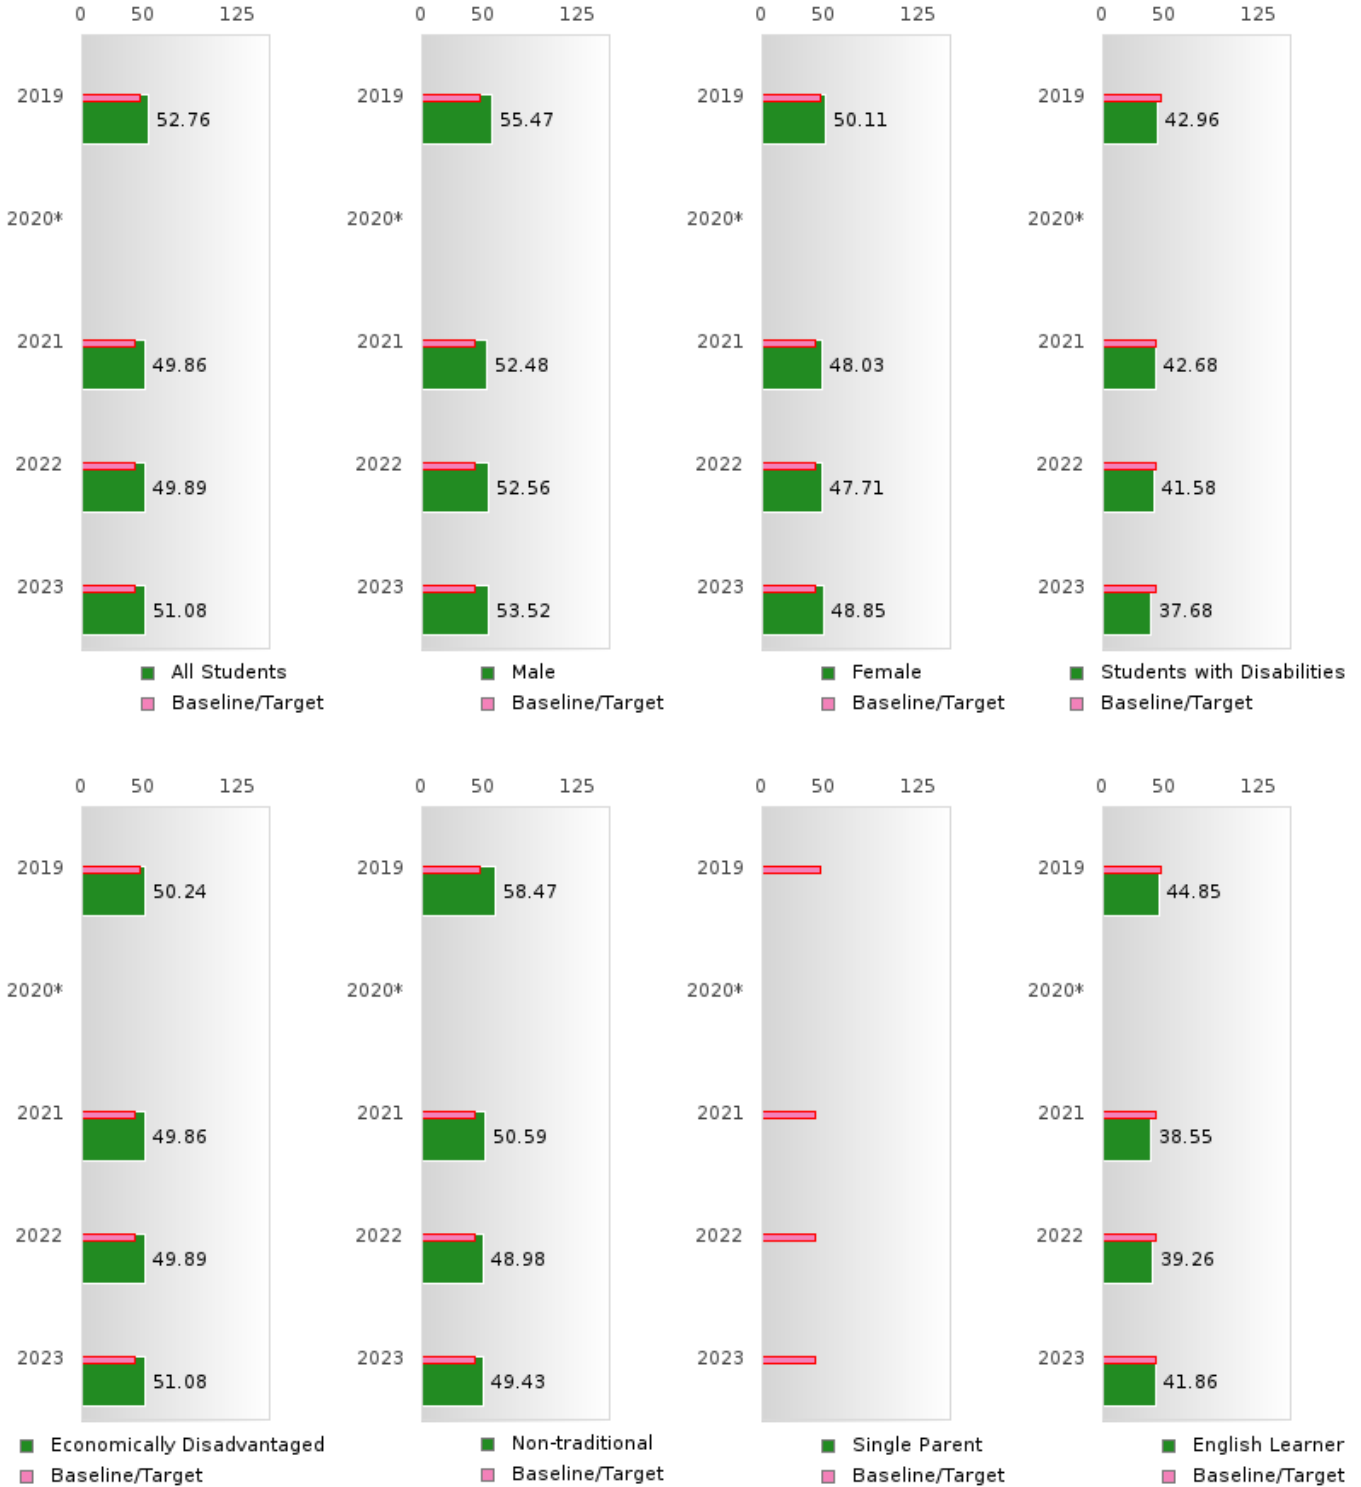 0 50 125 0 50 125 0 50 125 0 50 125
2019 52.76 2019 55.47 2019 50.11 2019 42.96
2020* 2020* 2020* 2020*
2021 49.86 2021 52.48 2021 48.03 2021 42.68
2022 49.89 2022 52.56 2022 47.71 2022 41.58
2023 51.08 2023 53.52 2023 48.85 2023 37.68
All Students Male Female Students with Disabilities
Baseline/Target Baseline/Target Baseline/Target Baseline/Target
0 50 125 0 50 125 0 50 125 0 50 125
2019 50.24 2019 58.47 2019 2019 44.85
2020* 2020* 2020* 2020*
2021 49.86 2021 50.59 2021 2021 38.55
2022 49.89 2022 48.98 2022 2022 39.26
2023 51.08 2023 49.43 2023 2023 41.86
Economically Disadvantaged Non-traditional Single Parent English Learner
Baseline/Target Baseline/Target Baseline/Target Baseline/Target